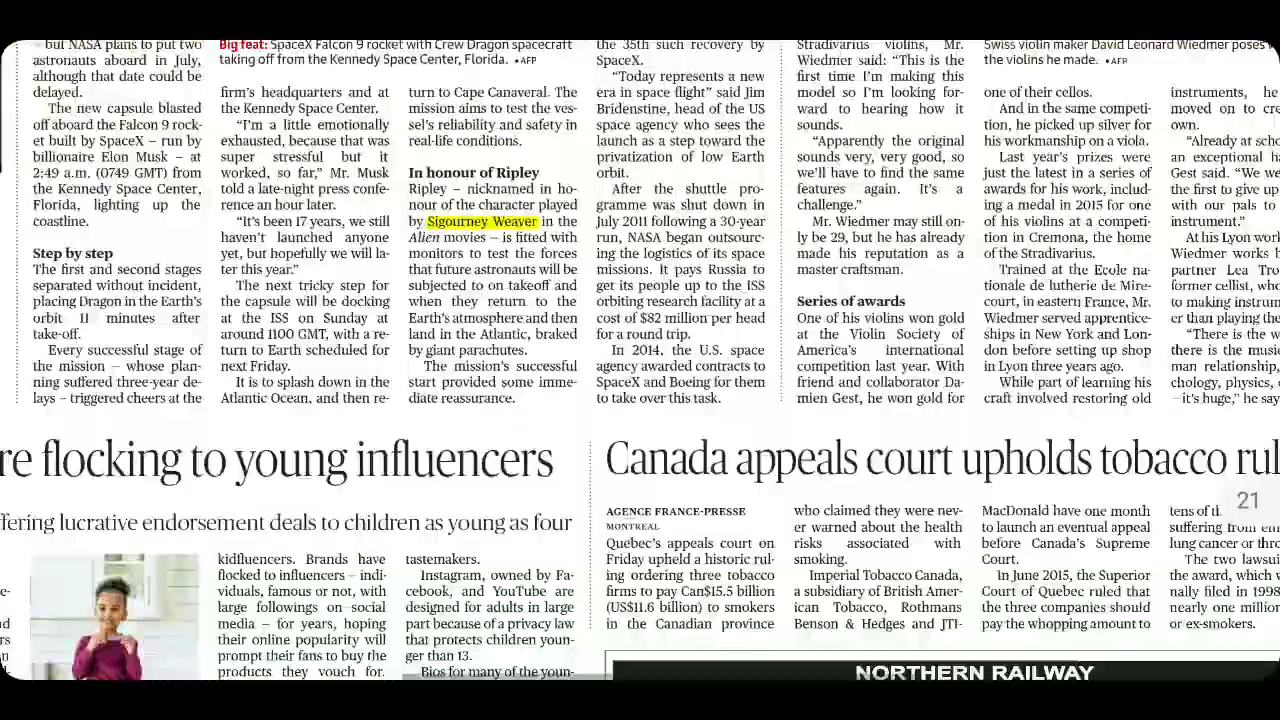 but NASA plans to put two
astronauts aboard in July,
although that date could be
delayed.
The new capsule blasted
off aboard the Falcon 9 rock-
et built by SpaceX – run by
billionaire Elon Musk – at
2:49 a.m. (0749 GMT) from
the Kennedy Space Center,
Florida, lighting up the
coastline.
Step by step
The first and second stages
separated without incident,
placing Dragon in the Earth's
orbit 11 minutes after
take-off.
Every successful stage of
the mission – whose plan-
ning suffered three-year de-
lays – triggered cheers at the
Big feat: SpaceX Falcon 9 rocket with Crew Dragon spacecraft
taking off from the Kennedy Space Center, Florida. •AFP
firm's headquarters and at
the Kennedy Space Center.
"I'm a little emotionally
exhausted, because that was
super stressful but it
worked, so far," Mr. Musk
told a late-night press confe-
rence an hour later.
"It's been 17 years, we still
haven't launched anyone
yet, but hopefully we will la-
ter this year."
The next tricky step for
the capsule will be docking
at the ISS on Sunday at
around 1100 GMT, with a re-
turn to Earth scheduled for
next Friday.
It is to splash down in the
Atlantic Ocean, and then re-
turn to Cape Canaveral. The
mission aims to test the ves-
sel's reliability and safety in
real-life conditions.
In honour of Ripley
Ripley – nicknamed in ho-
nour of the character played
by Sigourney Weaver in the
Alien movies – is fitted with
monitors to test the forces
that future astronauts will be
subjected to on takeoff and
when they return to the
Earth's atmosphere and then
land in the Atlantic, braked
by giant parachutes.
The mission's successful
start provided some imme-
diate reassurance.
the 35th such recovery by
SpaceX.
"Today represents a new
era in space flight" said Jim
Bridenstine, head of the US
space agency who sees the
launch as a step toward the
privatization of low Earth
orbit.
After the shuttle pro-
gramme was shut down in
July 2011 following a 30-year
run, NASA began outsourc-
ing the logistics of its space
missions. It pays Russia to
get its people up to the ISS
orbiting research facility at a
cost of $82 million per head
for a round trip.
In 2014, the U.S. space
agency awarded contracts to
SpaceX and Boeing for them
to take over this task.
Stradivarius violins, Mr.
Wiedmer said: "This is the
first time I'm making this
model so I'm looking for-
ward to hearing how it
sounds.
"Apparently the original
sounds very, very good, so
we'll have to find the same
features again. It's a
challenge."
Mr. Wiedmer may still on-
ly be 29, but he has already
made his reputation as a
master craftsman.
Series of awards
One of his violins won gold
at the Violin Society of
America's international
competition last year. With
friend and collaborator Da-
mien Gest, he won gold for
Swiss violin maker David Leonard Wiedmer poses
the violins he made. •AFP
one of their cellos.
And in the same competi-
tion, he picked up silver for
his workmanship on a viola.
Last year's prizes were
just the latest in a series of
awards for his work, includ-
ing a medal in 2015 for one
of his violins at a competi-
tion in Cremona, the home
of the Stradivarius.
Trained at the Ecole na-
tionale de lutherie de Mire-
court, in eastern France, Mr.
Wiedmer served apprentice-
ships in New York and Lon-
don before setting up shop
in Lyon three years ago.
While part of learning his
craft involved restoring old
instruments, he
moved on to
own.
"Already at
an exceptional
Gest said. "We
the first to give up
with our pals to
instrument."
At his Lyon
Wiedmer works
partner Lea
former cellist,
to making
er than playing
"There is the
there is the
man relationship,
chology, physics,
– it's huge," he
re flocking to young influencers
fering lucrative endorsement deals to children as young as four
kidfluencers. Brands have
flocked to influencers – indi-
viduals, famous or not, with
large followings on social
media – for years, hoping
their online popularity will
prompt their fans to buy the
products they vouch for.
tastemakers.
Instagram, owned by Fa-
cebook, and YouTube are
designed for adults in large
part because of a privacy law
that protects children youn-
ger than 13.
Bios for many of the youn-
Canada appeals court upholds tobacco
21
AGENCE FRANCE-PRESSE
MONTREAL
Quebec's appeals court on
Friday upheld a historic rul-
ing ordering three tobacco
firms to pay Can$15.5 billion
(US$11.6 billion) to smokers
in the Canadian province
who claimed they were nev-
er warned about the health
risks associated with
smoking.
Imperial Tobacco Canada,
a subsidiary of British Amer-
ican Tobacco, Rothmans
Benson & Hedges and JTI-
MacDonald have one month
to launch an eventual appeal
before Canada's Supreme
Court.
In June 2015, the Superior
Court of Quebec ruled that
the three companies should
pay the whopping amount to
tens of
suffering from
lung cancer or
The two
the award, which
nally filed in 1998
nearly one million
or ex-smokers.
NORTHERN RAILWAY